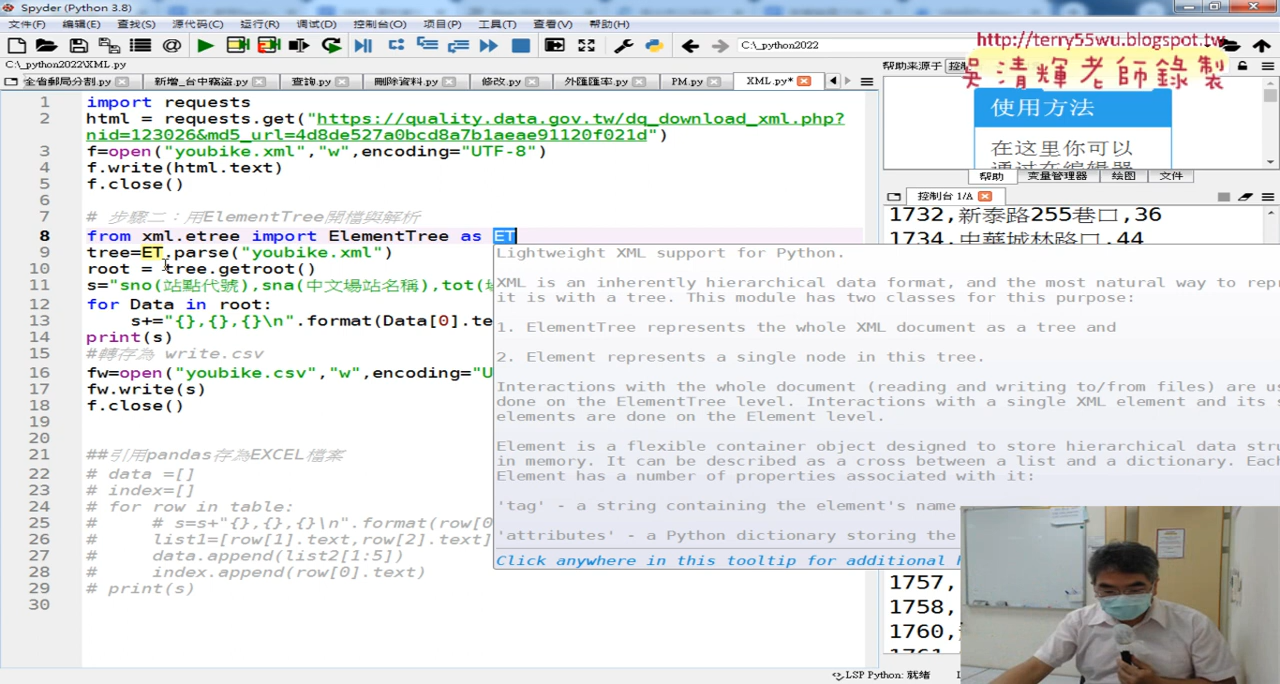 Spyder (Python 3.8)
文件(F) 编辑(E) 查找(S) 源代码(C) 运行(R) 调试(D) 控制台(O) 项目(P) 工具(T) 查看(V) 帮助(H)
C:\_python2022
http://terry55wu.blogspot.tw
吳清輝老師錄製
C:\_python2022\XML.py
全省郵局分割.py 新增_台中竊盜.py 查詢.py 刪除資料.py 修改.py 外匯匯率.py PM.py XML.py*
帮助来源于
使用方法
在这里你可以
通过在编辑器
帮助 变量管理器 绘图 文件
控制台 1/A
1732,新泰路255巷口,36
1734,中華城林路,44
1 import requests
2 html = requests.get("https://quality.data.gov.tw/dq_download_xml.php?
nid=123026&md5_url=4d8de527a0bcd8a7b1aeae91120f021d")
3 f=open("youbike.xml","w",encoding="UTF-8")
4 f.write(html.text)
5 f.close()
6
7 # 步驟二：用ElementTree開檔與解析
8 from xml.etree import ElementTree as ET
9 tree=ET.parse("youbike.xml")
10 root = tree.getroot()
11 s="sno(站點代號),sna(中文場站名稱),tot(
12 for Data in root:
13 s+="{},{},{}\n".format(Data[0].te
14 print(s)
15 #轉存為 write.csv
16 fw=open("youbike.csv","w",encoding="U
17 fw.write(s)
18 f.close()
19
20
21 ##引用pandas存為EXCEL檔案
22 # data =[]
23 # index=[]
24 # for row in table:
25 # # s=s+"{},{},{}\n".format(row[0
26 # list1=[row[1].text,row[2].text]
27 # data.append(list2[1:5])
28 # index.append(row[0].text)
29 # print(s)
30
Lightweight XML support for Python.
XML is an inherently hierarchical data format, and the most natural way to repr
it is with a tree. This module has two classes for this purpose:
1. ElementTree represents the whole XML document as a tree and
2. Element represents a single node in this tree.
Interactions with the whole document (reading and writing to/from files) are us
done on the ElementTree level. Interactions with a single XML element and its s
elements are done on the Element level.
Element is a flexible container object designed to store hierarchical data stru
in memory. It can be described as a cross between a list and a dictionary. Eac
Element has a number of properties associated with it:
'tag' - a string containing the element's name
'attributes' - a Python dictionary storing the
Click anywhere in this tooltip for additional h
1757,
1758,
1760,
LSP Python: 就绪